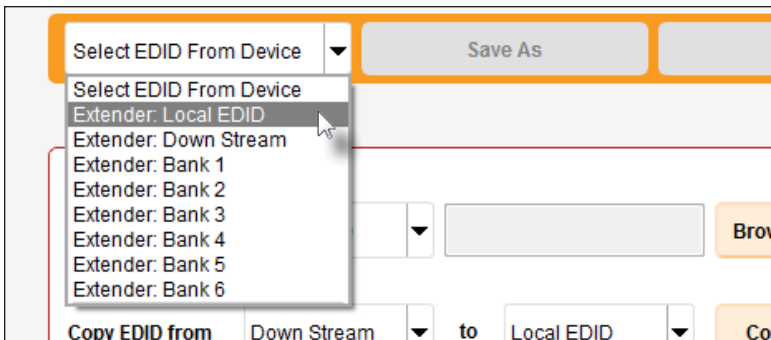 Select EDID From Device Save As
Select EDID From Device
Extender: Local EDID
Extender: Down Stream
Extender: Bank 1
Extender: Bank 2
Extender: Bank 3
Extender: Bank 4
Extender: Bank 5
Extender: Bank 6
Copy EDID from Down Stream to Local EDID